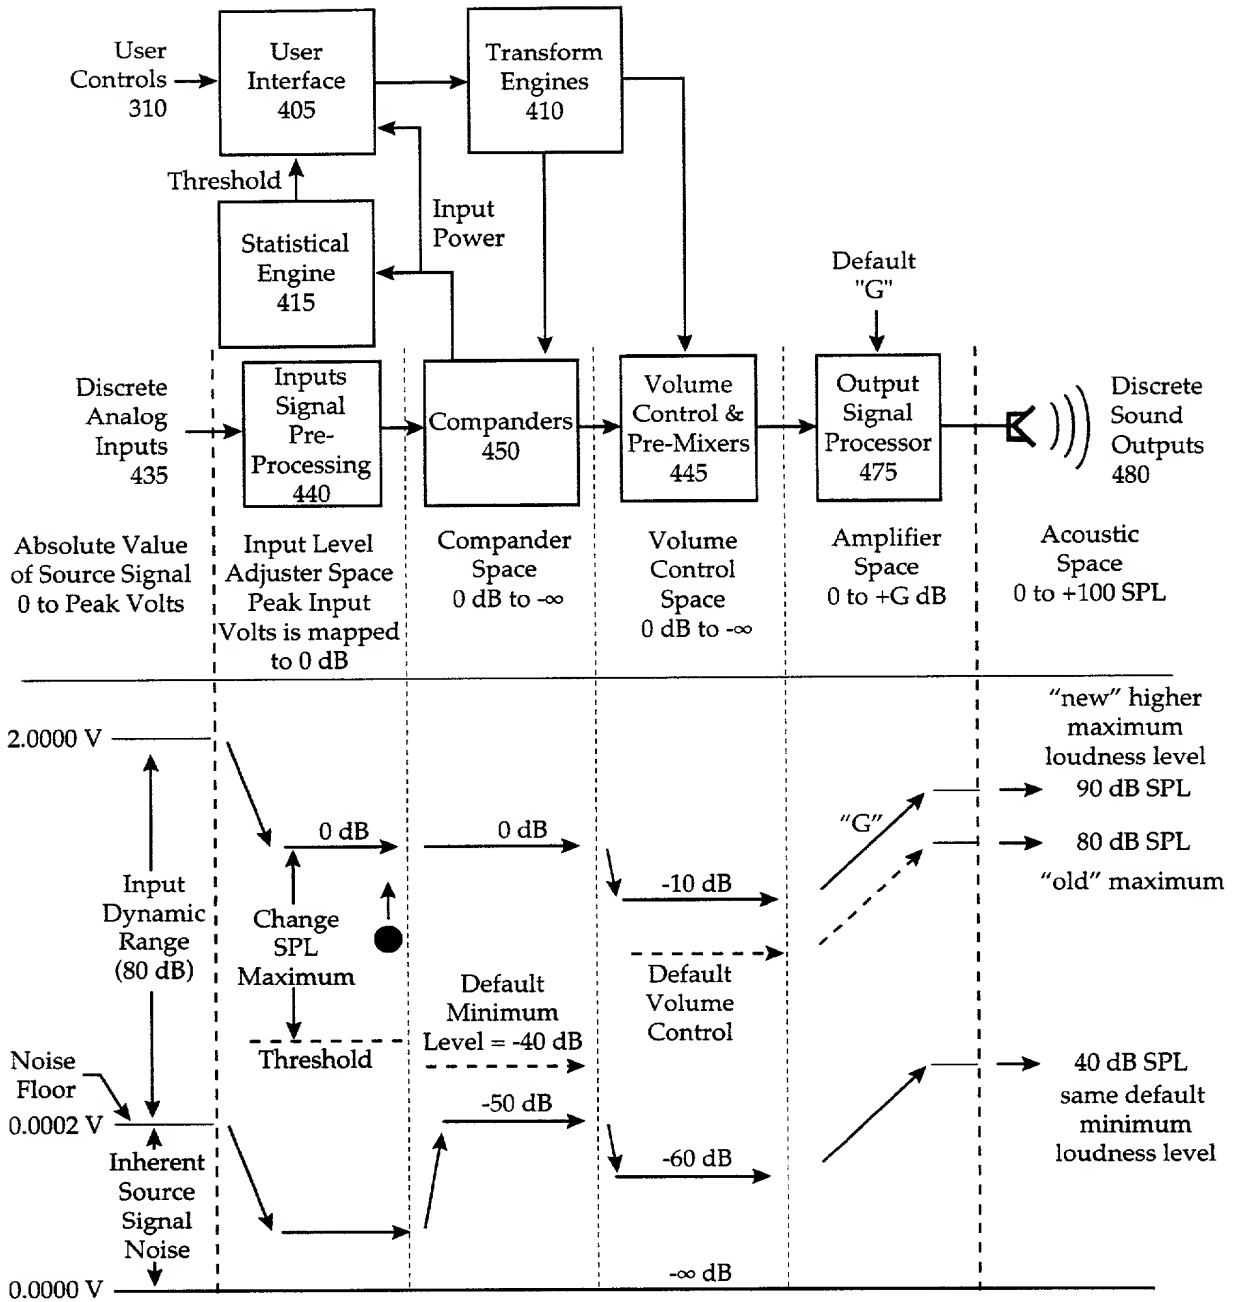 User
Controls
310
User
Interface
405
Transform
Engines
410
Threshold
Input
Power
Statistical
Engine
415
Default
"G"
Discrete
Analog
Inputs
435
Inputs
Signal
Pre-
Processing
440
Companders
450
Volume
Control &
Pre-Mixers
445
Output
Signal
Processor
475
Discrete
Sound
Outputs
480
Absolute Value
of Source Signal
0 to Peak Volts
Input Level
Adjuster Space
Peak Input
Volts is mapped
to 0 dB
Compander
Space
0 dB to -∞
Volume
Control
Space
0 dB to -∞
Amplifier
Space
0 to +G dB
Acoustic
Space
0 to +100 SPL
2.0000 V
Input
Dynamic
Range
(80 dB)
Noise
Floor
0.0002 V
Inherent
Source
Signal
Noise
0.0000 V
0 dB
Change
SPL
Maximum
Threshold
0 dB
Default
Minimum
Level = -40 dB
-50 dB
-10 dB
Default
Volume
Control
-60 dB
-∞ dB
“G”
“new” higher
maximum
loudness level
90 dB SPL
80 dB SPL
“old” maximum
40 dB SPL
same default
minimum
loudness level